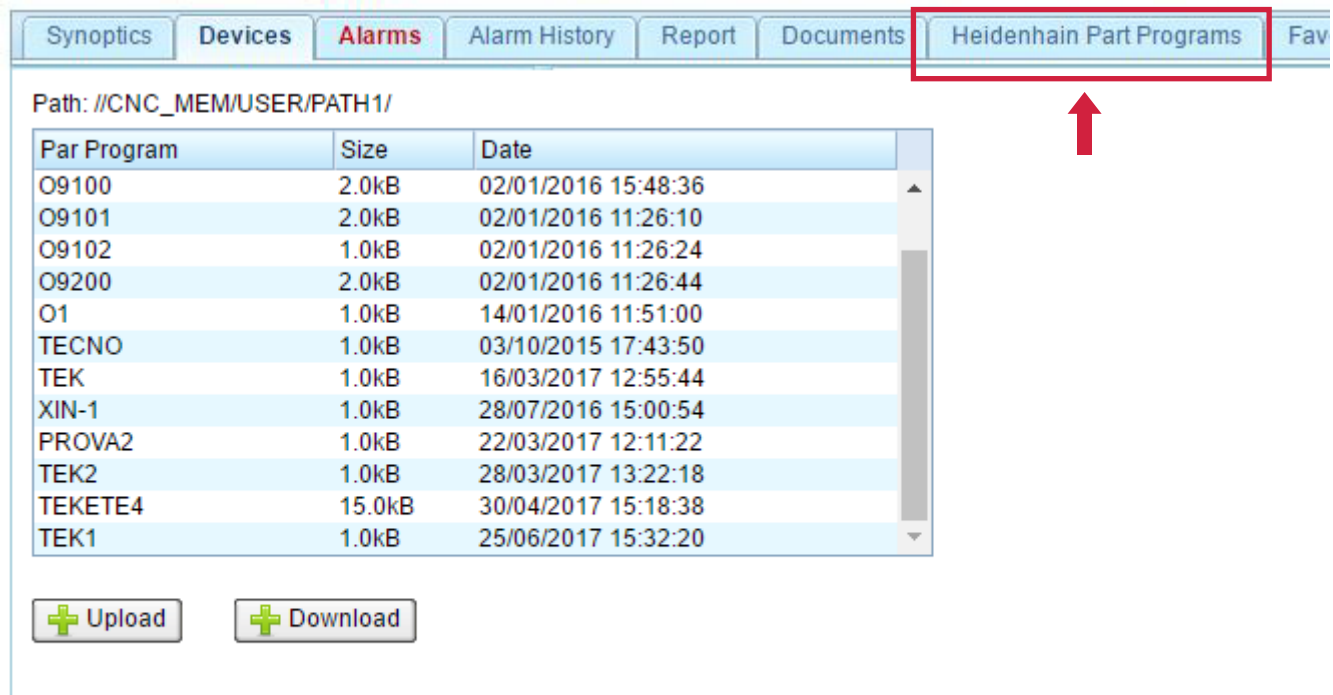 Synoptics Devices Alarms Alarm History Report Documents Heidenhain Part Programs Fav
Path: //CNC_MEM/USER/PATH1/
Par Program Size Date
O9100 2.0kB 02/01/2016 15:48:36
O9101 2.0kB 02/01/2016 11:26:10
O9102 1.0kB 02/01/2016 11:26:24
O9200 2.0kB 02/01/2016 11:26:44
O1 1.0kB 14/01/2016 11:51:00
TECNO 1.0kB 03/10/2015 17:43:50
TEK 1.0kB 16/03/2017 12:55:44
XIN-1 1.0kB 28/07/2016 15:00:54
PROVA2 1.0kB 22/03/2017 12:11:22
TEK2 1.0kB 28/03/2017 13:22:18
TEKETE4 15.0kB 30/04/2017 15:18:38
TEK1 1.0kB 25/06/2017 15:32:20
Upload Download